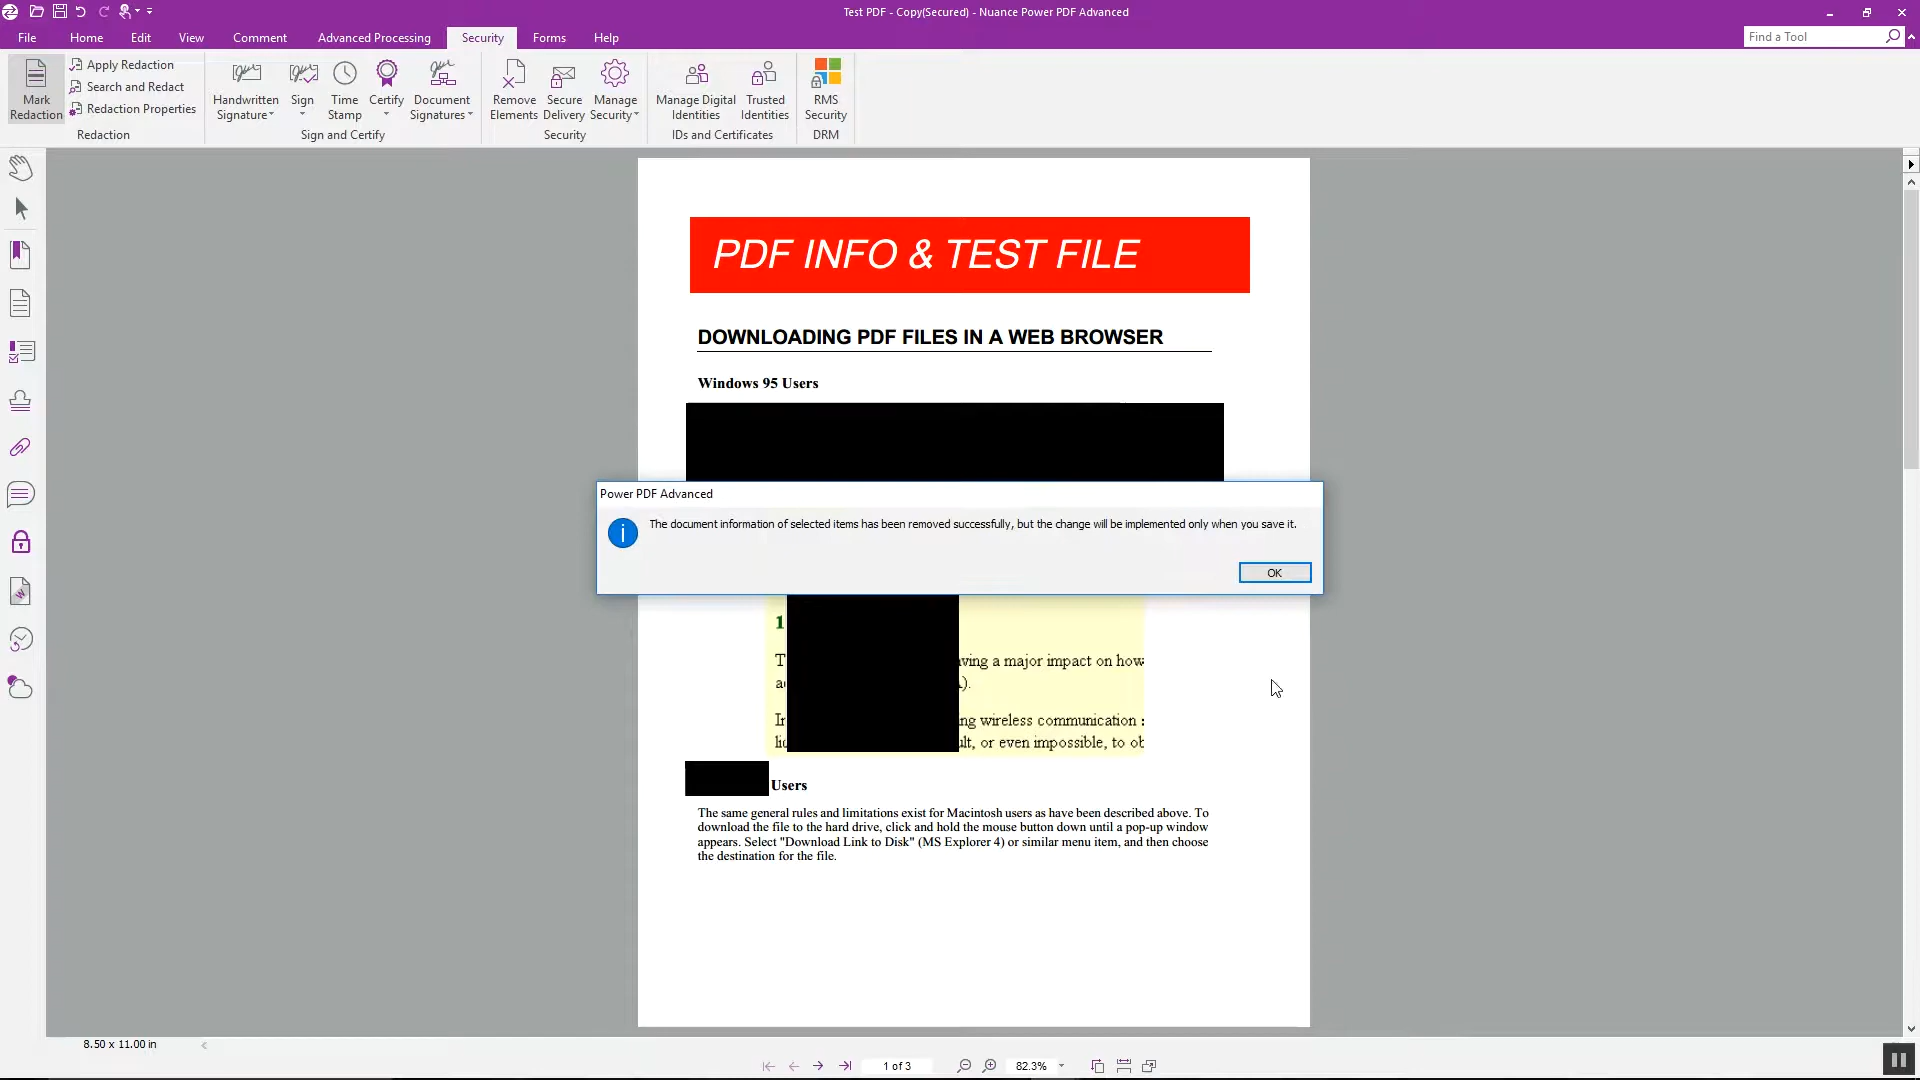 Test PDF - Copy(Secured) - Nuance Power PDF Advanced
File Home Edit View Comment Advanced Processing Security Forms Help
Find a Tool
Mark Redaction
Apply Redaction
Search and Redact
Redaction Properties
Redaction
Handwritten Signature
Sign
Time Stamp
Certify
Document Signatures
Sign and Certify
Remove Elements
Secure Delivery
Manage Security
Security
Manage Digital Identities
Trusted Identities
IDs and Certificates
RMS Security
DRM
PDF INFO & TEST FILE
DOWNLOADING PDF FILES IN A WEB BROWSER
Windows 95 Users
Power PDF Advanced
The document information of selected items has been removed successfully, but the change will be implemented only when you save it.
OK
1
a major impact on how
wireless communication
or even impossible, to
Users
The same general rules and limitations exist for Macintosh users as have been described above. To
download the file to the hard drive, click and hold the mouse button down until a pop-up window
appears. Select "Download Link to Disk" (MS Explorer 4) or similar menu item, and then choose
the destination for the file.
8.50 x 11.00 in
1 of 3
82.3%